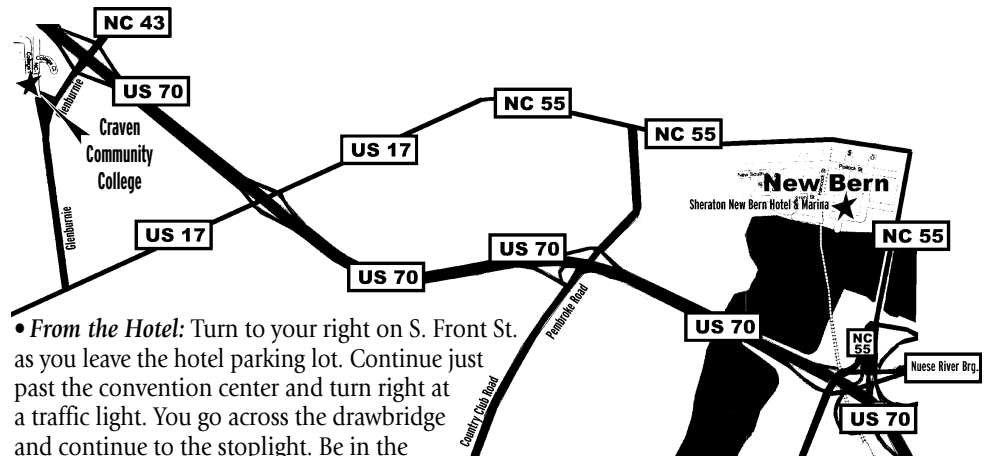 NC 43
US 70
Glenburnie
Craven
Community
College
NC 55
US 17
NC 55
New Bern
Pollock St.
Sheraton New Bern Hotel & Marina
Glenburnie
US 17
US 70
US 70
NC 55
Pembroke Road
US 70
NC
55
Nuese River Brg.
Country Club Road
US 70
• From the Hotel: Turn to your right on S. Front St.
as you leave the hotel parking lot. Continue just
past the convention center and turn right at
a traffic light. You go across the drawbridge
and continue to the stoplight. Be in the